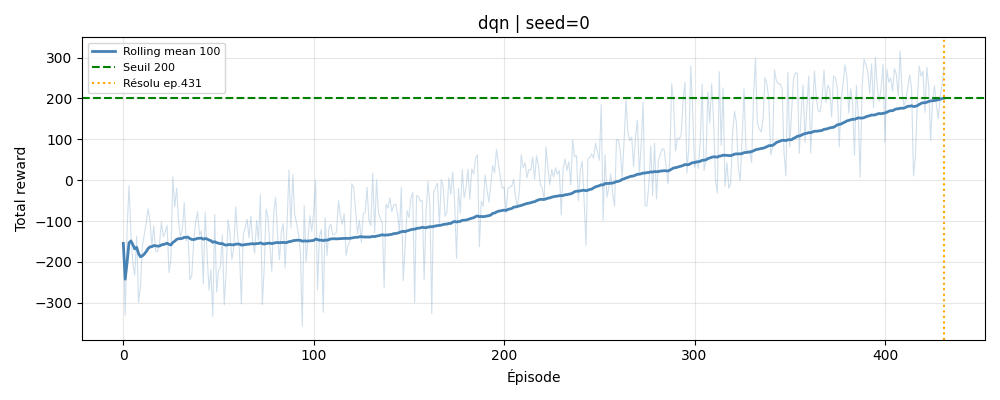 dqn | seed=0
Total reward
300
200
100
0
−100
−200
−300
Rolling mean 100
Seuil 200
Résolu ep.431
0
100
200
300
400
Épisode